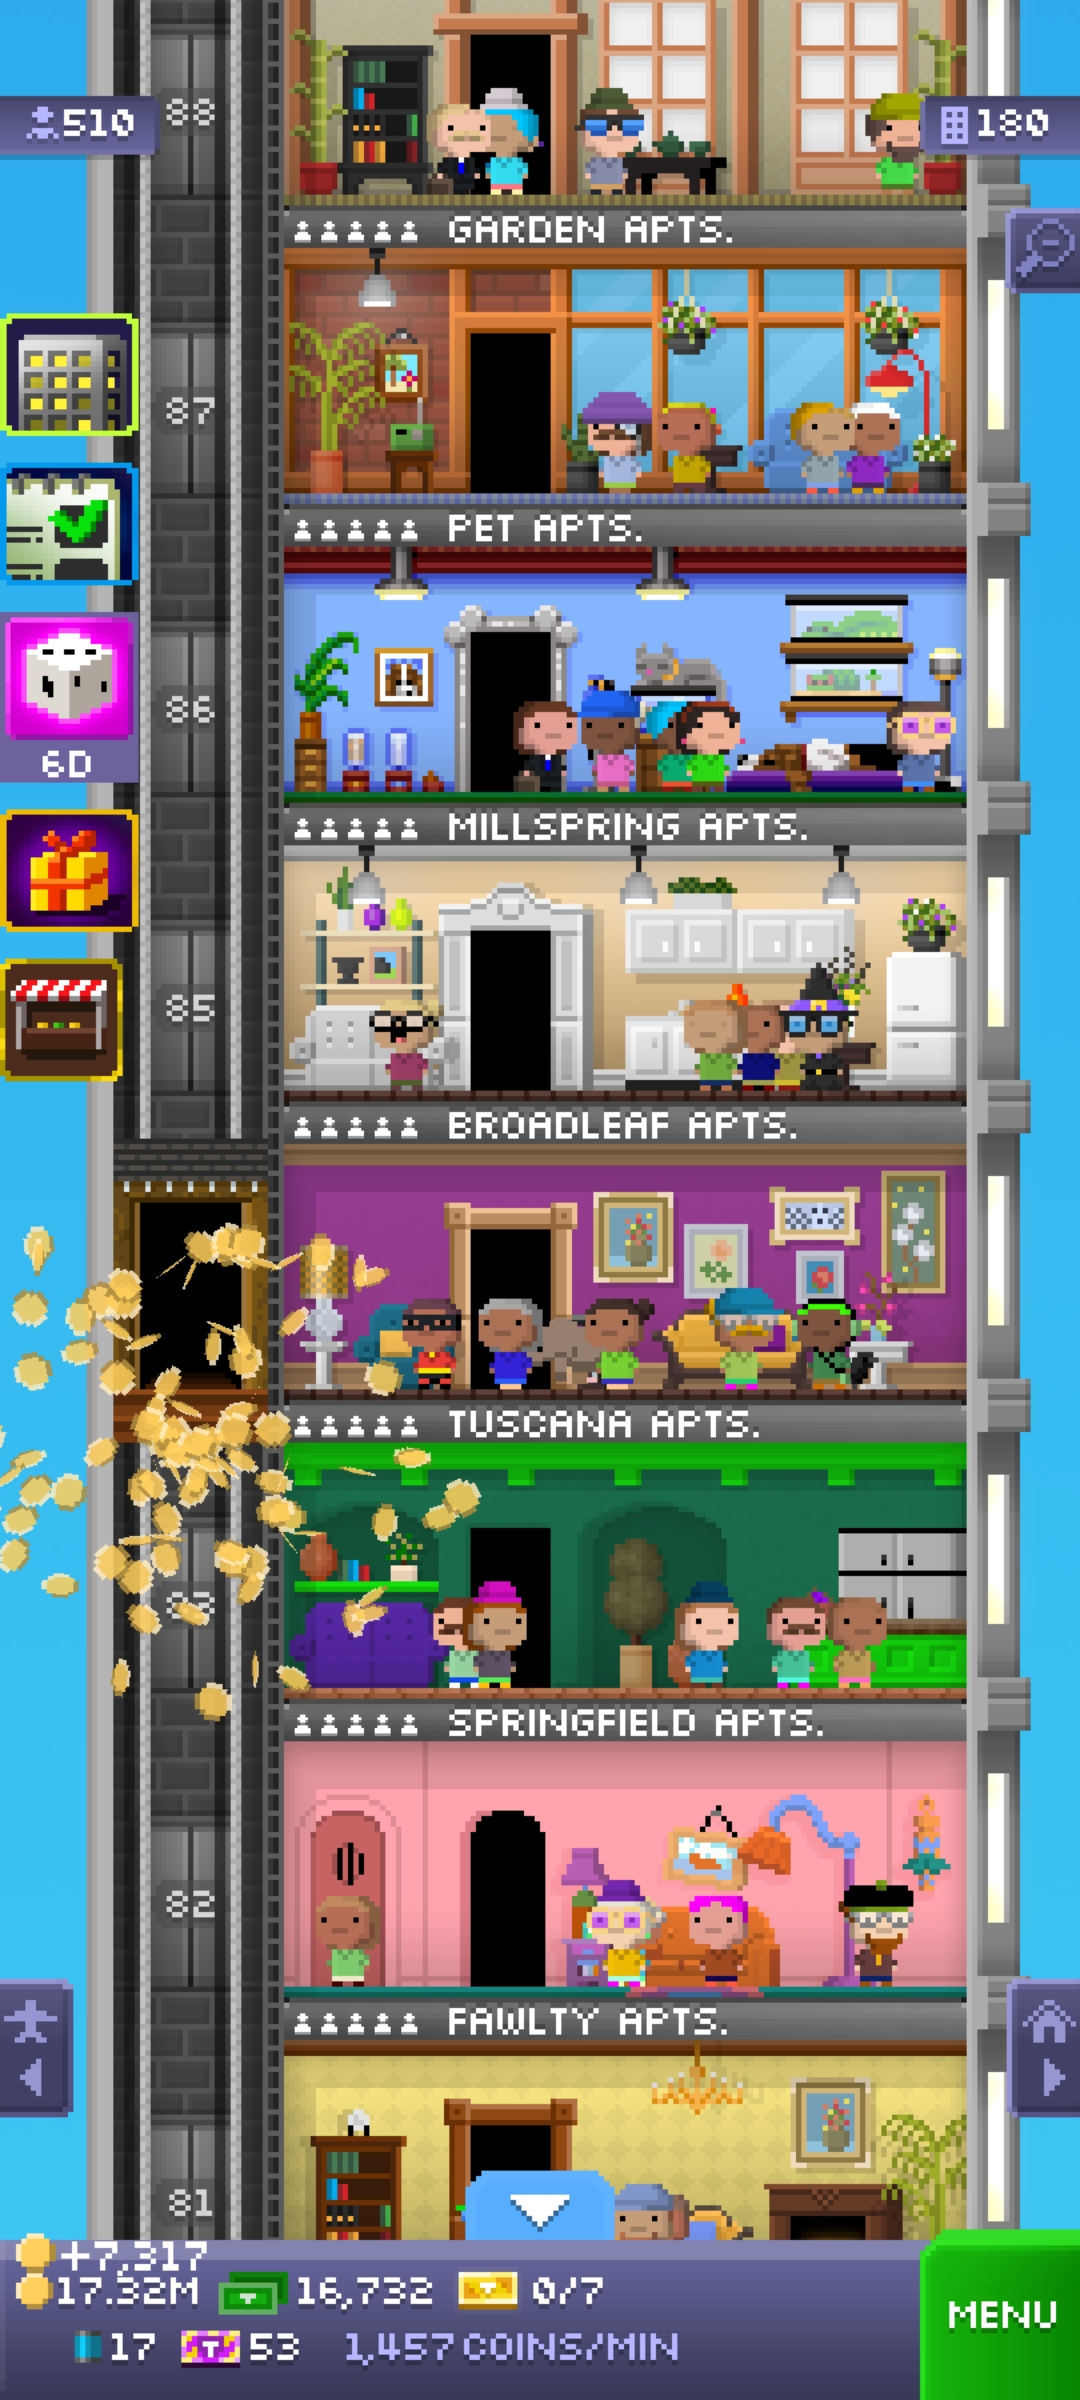 510
88
180
GARDEN APTS.
87
PET APTS.
86
6D
MILLSPRING APTS.
85
BROADLEAF APTS.
TUSCANA APTS.
SPRINGFIELD APTS.
82
FAWLTY APTS.
81
+7,317
17.32M 16,732 0/7
MENU
17 53 1,457 COINS/MIN